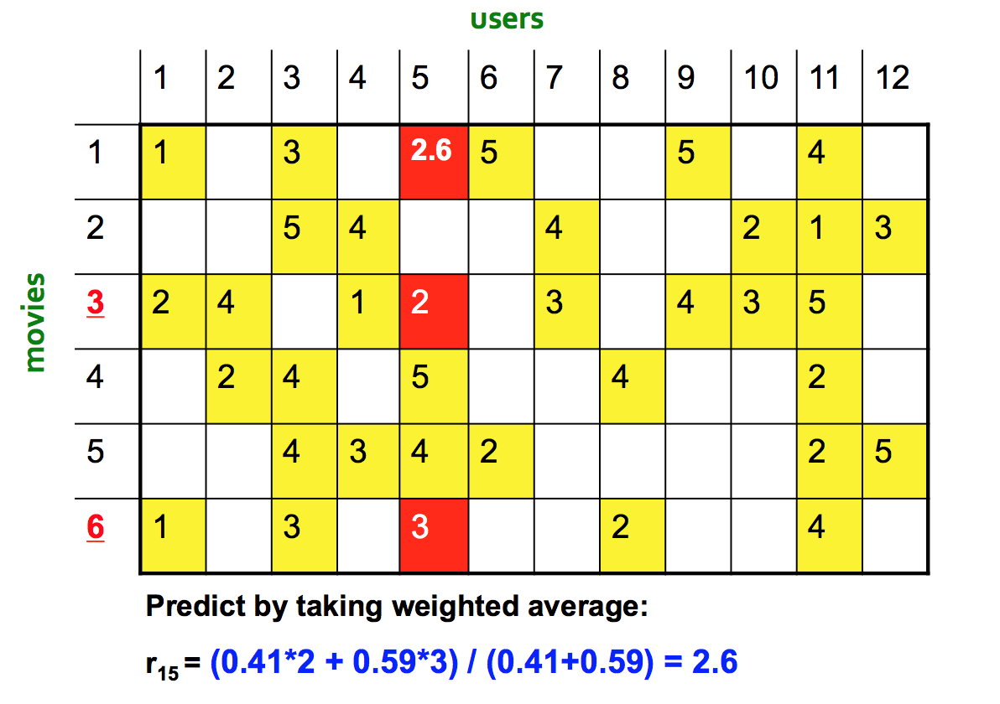 users
1 2 3 4 5 6 7 8 9 10 11 12
movies
1 1 3 2.6 5 5 4
2 5 4 4 2 1 3
3 2 4 1 2 3 4 3 5
4 2 4 5 4 2
5 4 3 4 2 2 5
6 1 3 3 2 4
Predict by taking weighted average:
r15 = (0.41*2 + 0.59*3) / (0.41+0.59) = 2.6